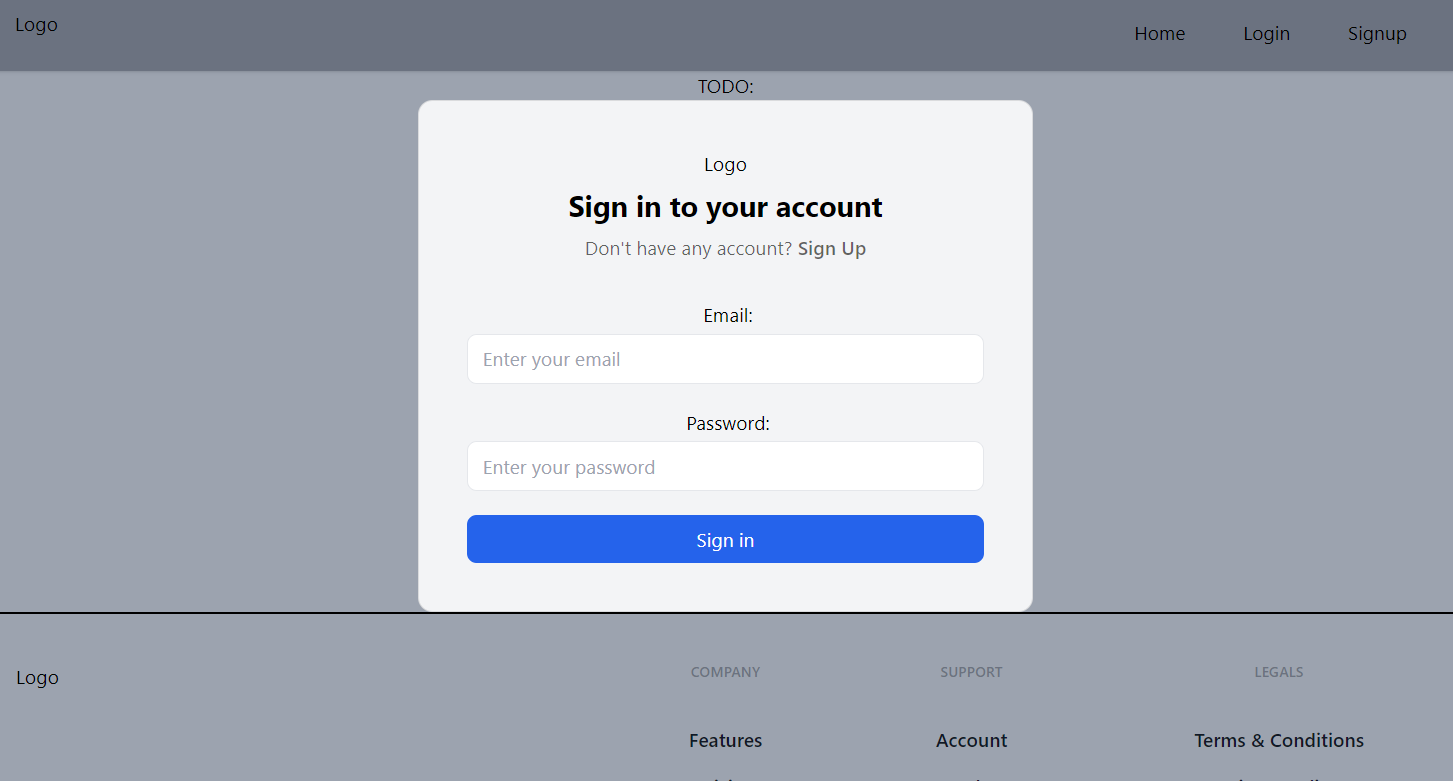 Logo
Home Login Signup
TODO:
Logo
Sign in to your account
Don't have any account? Sign Up
Email:
Enter your email
Password:
Enter your password
Sign in
Logo
COMPANY SUPPORT LEGALS
Features Account Terms & Conditions